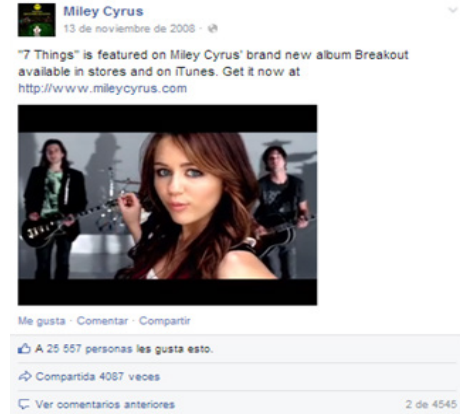 Miley Cyrus
13 de noviembre de 2008 ·
"7 Things" is featured on Miley Cyrus' brand new album Breakout
available in stores and on iTunes. Get it now at
http://www.mileycyrus.com
Me gusta · Comentar · Compartir
A 25 557 personas les gusta esto.
Compartida 4087 veces
Ver comentarios anteriores 2 de 4545